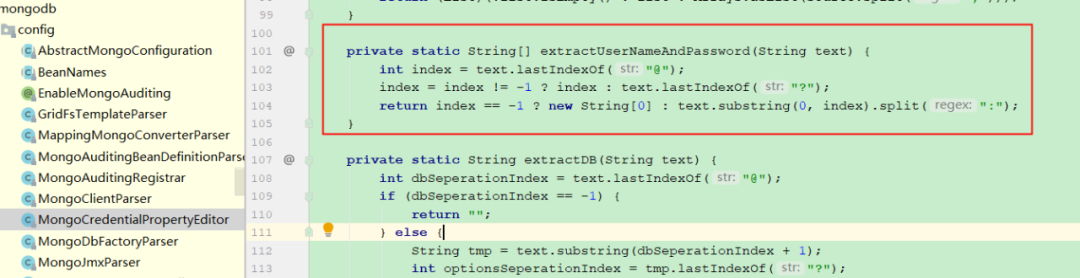 mongodb
config
AbstractMongoConfiguration
BeanNames
EnableMongoAuditing
GridFsTemplateParser
MappingMongoConverterParser
MongoAuditingBeanDefinitionParse
MongoAuditingRegistrar
MongoClientParser
MongoCredentialPropertyEditor
MongoDbFactoryParser
MongoJmxParser
99 }
100
101 @ private static String[] extractUserNameAndPassword(String text) {
102 int index = text.lastIndexOf( str: "@");
103 index = index != -1 ? index : text.lastIndexOf( str: "?");
104 return index == -1 ? new String[0] : text.substring(0, index).split( regex: ":");
105 }
106
107 @ private static String extractDB(String text) {
108 int dbSeperationIndex = text.lastIndexOf( str: "@");
109 if (dbSeperationIndex == -1) {
110 return "";
111 } else {
112 String tmp = text.substring(dbSeperationIndex + 1);
113 int optionsSeperationIndex = tmp.lastIndexOf( str: "?");